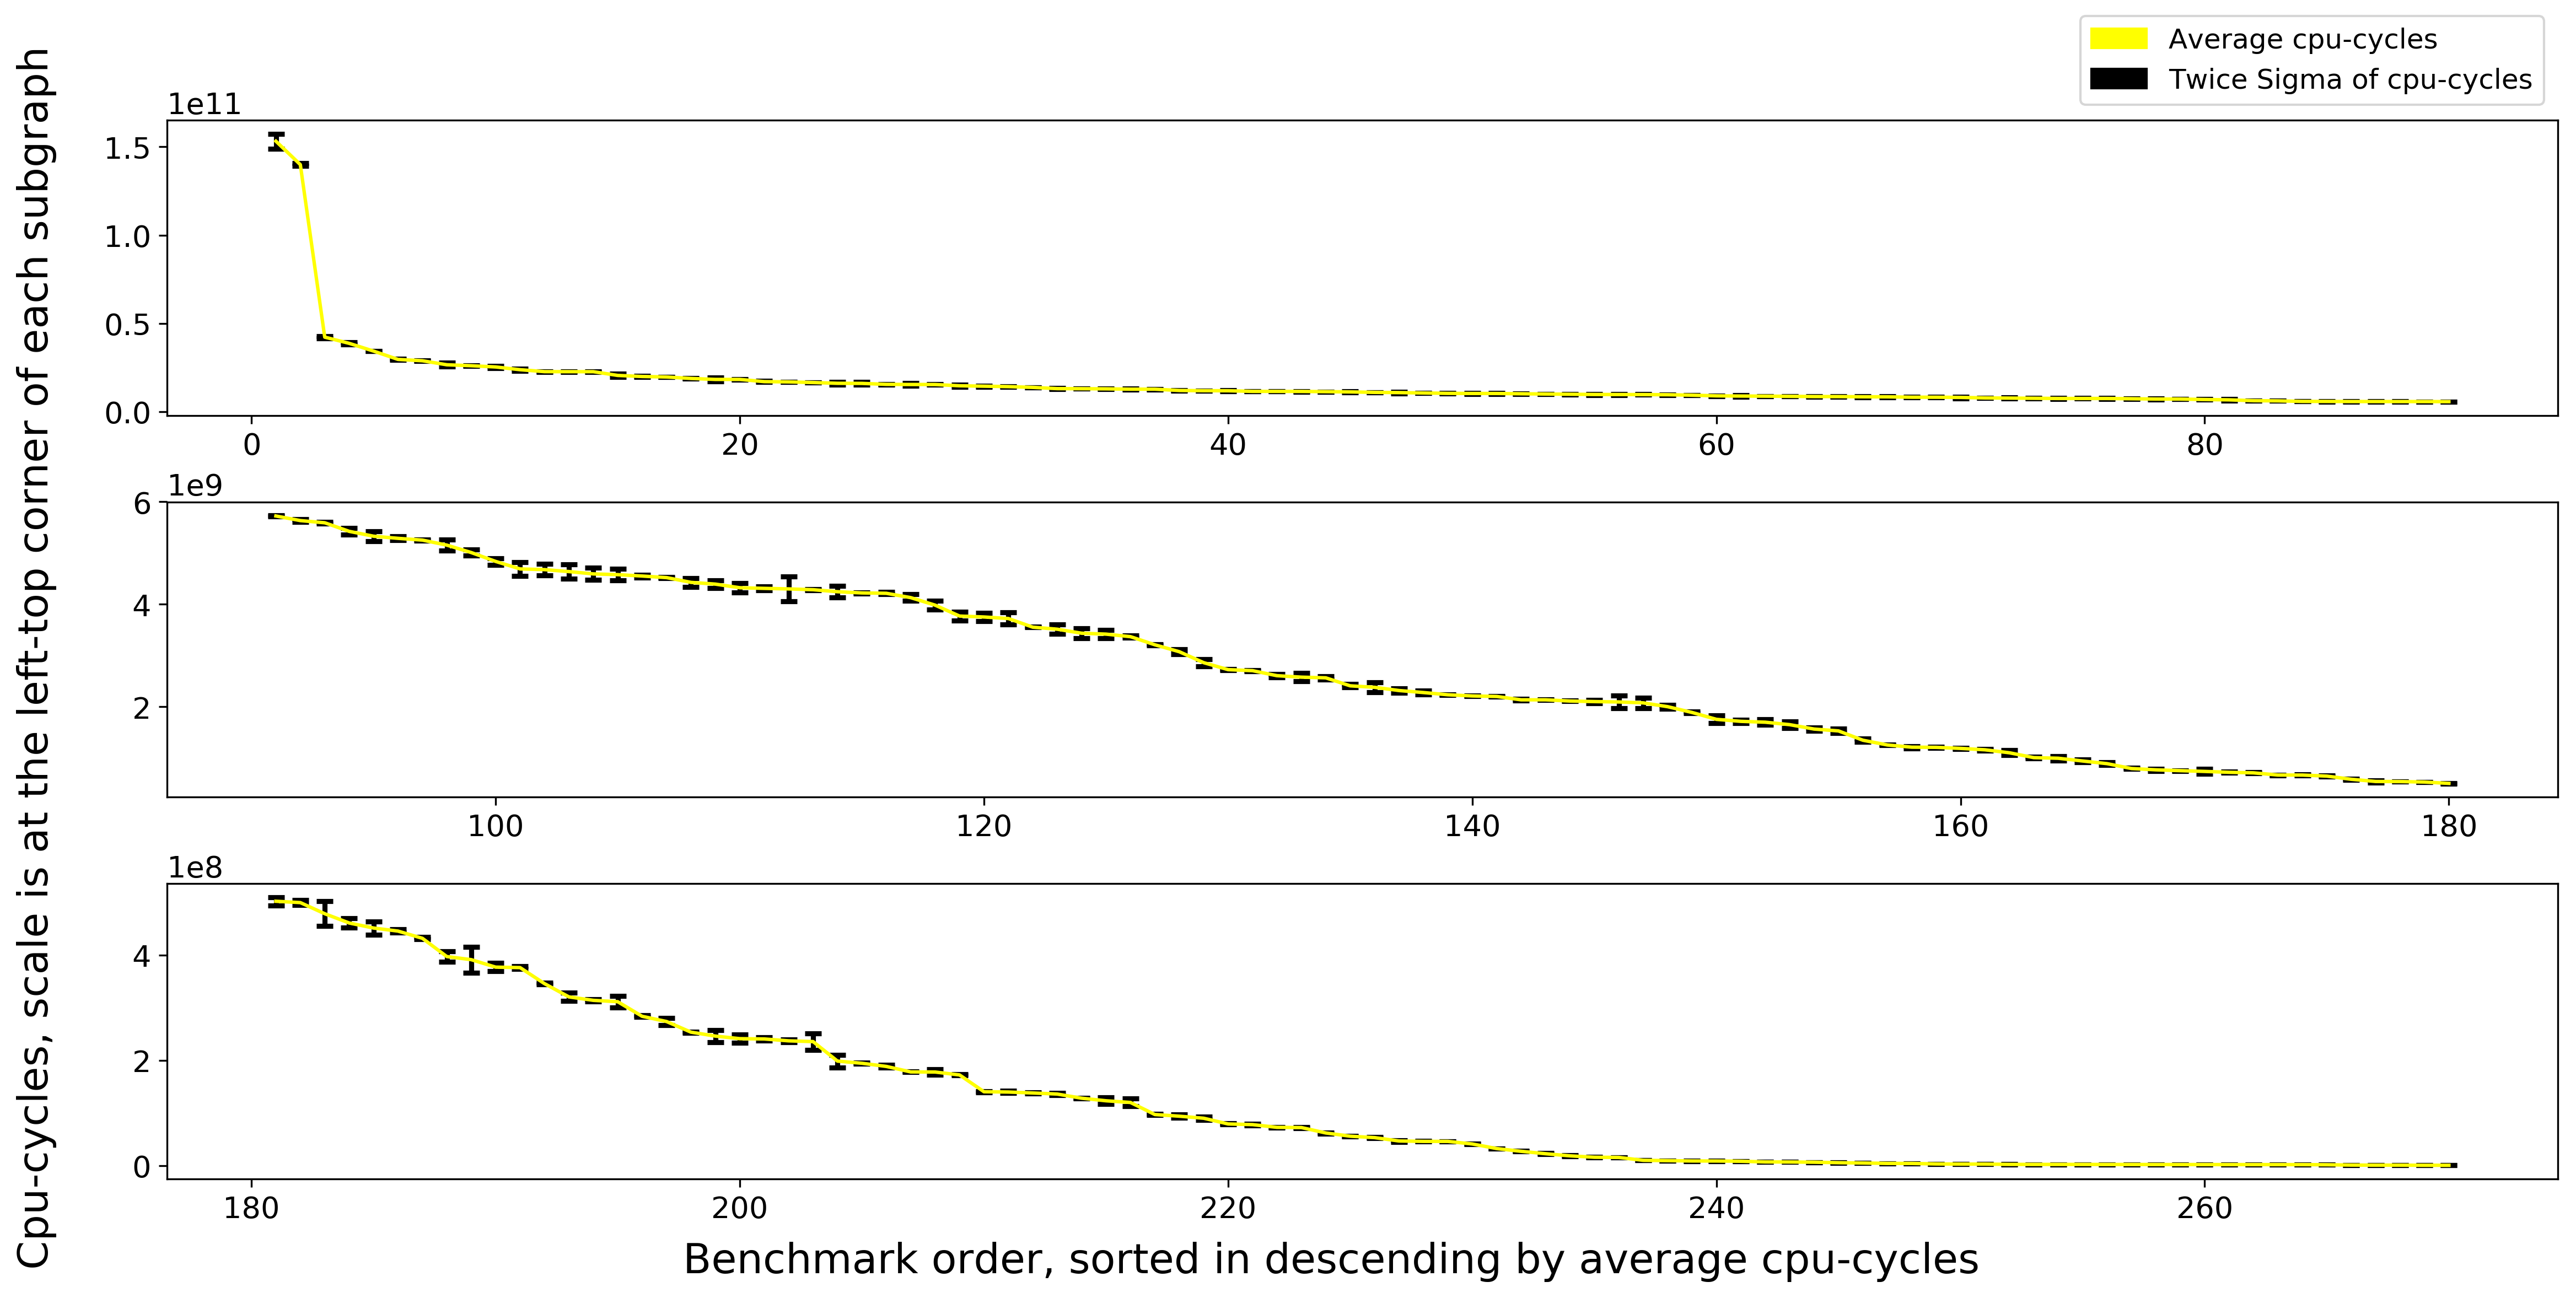 Average cpu-cycles
Twice Sigma of cpu-cycles
Cpu-cycles, scale is at the left-top corner of each subgraph
1e11
1.5
1.0
0.5
0.0
0 20 40 60 80
1e9
6
4
2
100 120 140 160 180
1e8
4
2
0
180 200 220 240 260
Benchmark order, sorted in descending by average cpu-cycles